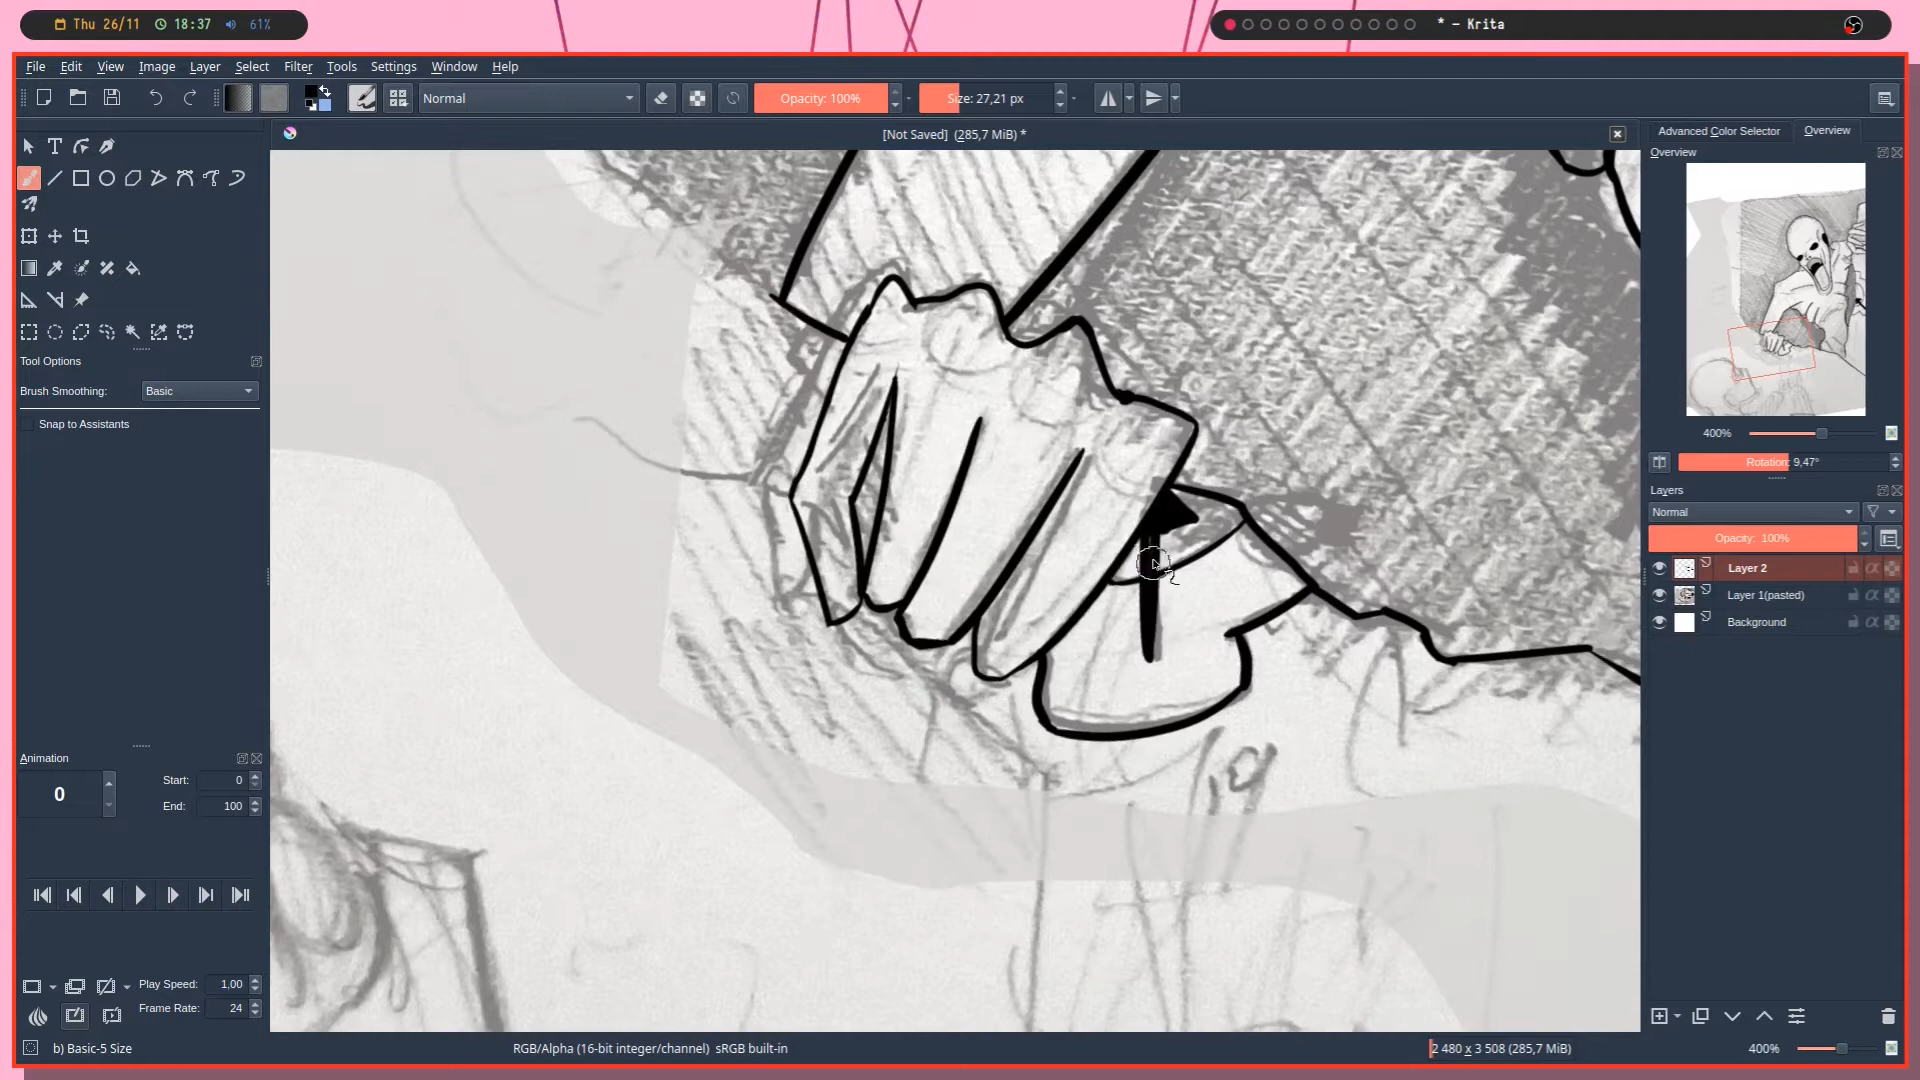 Thu 26/11 18:37 61%
* – Krita
File Edit View Image Layer Select Filter Tools Settings Window Help
Normal
Opacity: 100%
Size: 27,21 px
[Not Saved] (285,7 MiB) *
Tool Options
Brush Smoothing: Basic
Snap to Assistants
Animation
0
Start: 0
End: 100
Play Speed: 1,00
Frame Rate: 24
Advanced Color Selector Overview
Overview
400%
Rotation: 9,47°
Layers
Normal
Opacity: 100%
Layer 2
Layer 1(pasted)
Background
b) Basic-5 Size
RGB/Alpha (16-bit integer/channel) sRGB built-in
2 480 x 3 508 (285,7 MiB)
400%